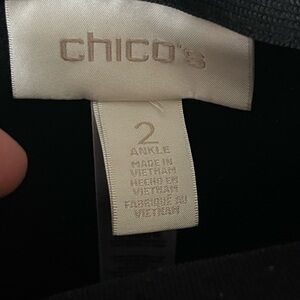 chico's
2
ANKLE
MADE IN
VIETNAM
HECHO EN
VIETNAM
FABRIQUÉ AU
VIETNAM